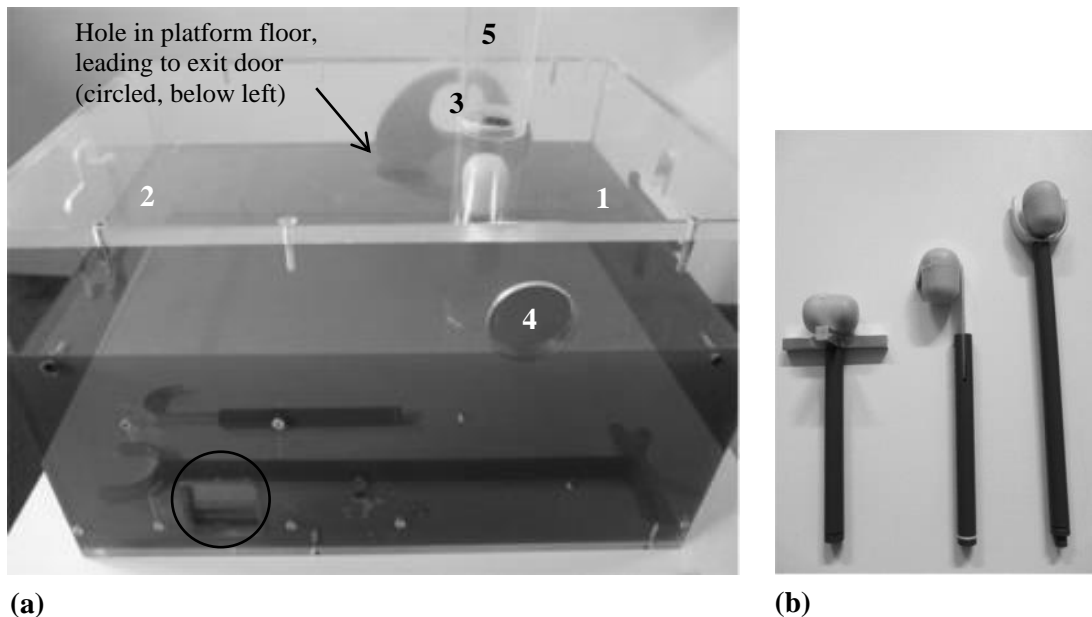 Hole in platform floor,
leading to exit door
(circled, below left)
5
3
2
1
4
(a)
(b)